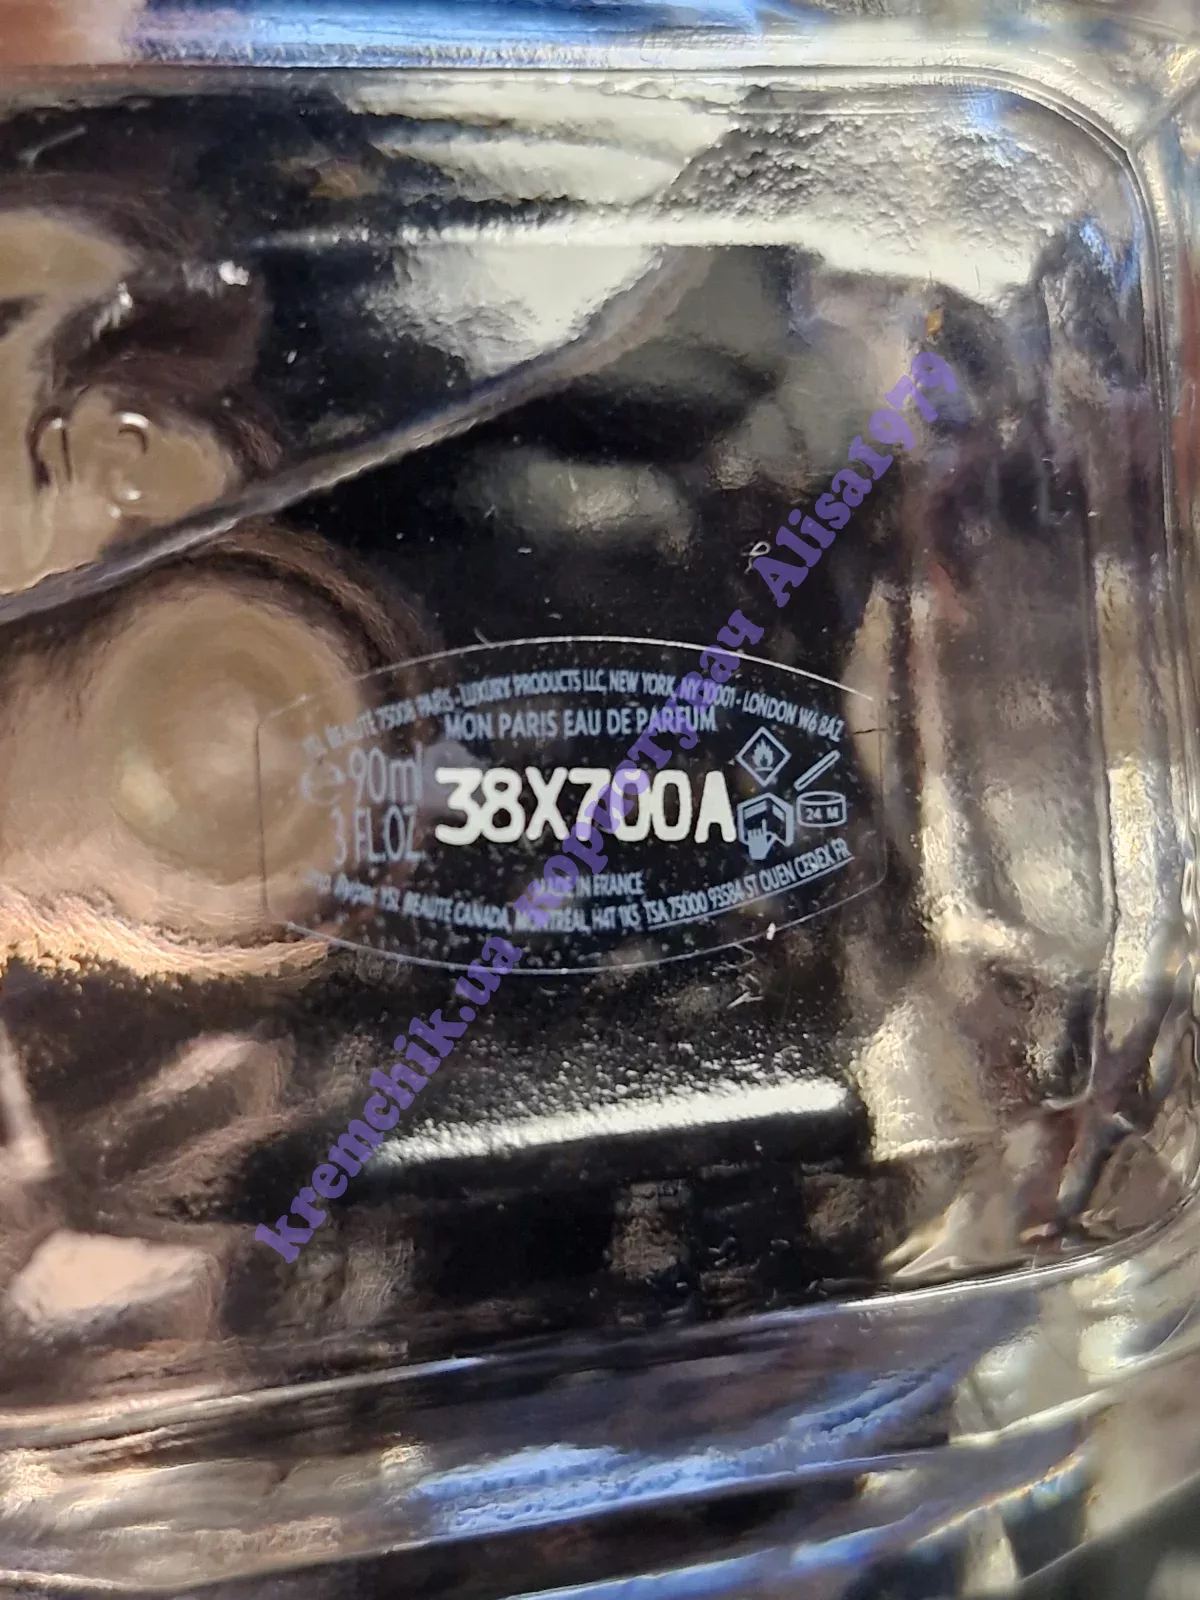 YSL BEAUTÉ 75008 PARIS - LUXURY PRODUCTS LLC, NEW YORK, NY 10001 - LONDON W6 8AZ
MON PARIS EAU DE PARFUM
e 90ml
3 FL.OZ.
38X700A
24 M
MADE IN FRANCE
YSL BEAUTÉ CANADA, MONTREAL, H4T 1K5 TSA 75000 93584 ST OUEN CEDEX FR
kremchik.ua користувач Alisa1979